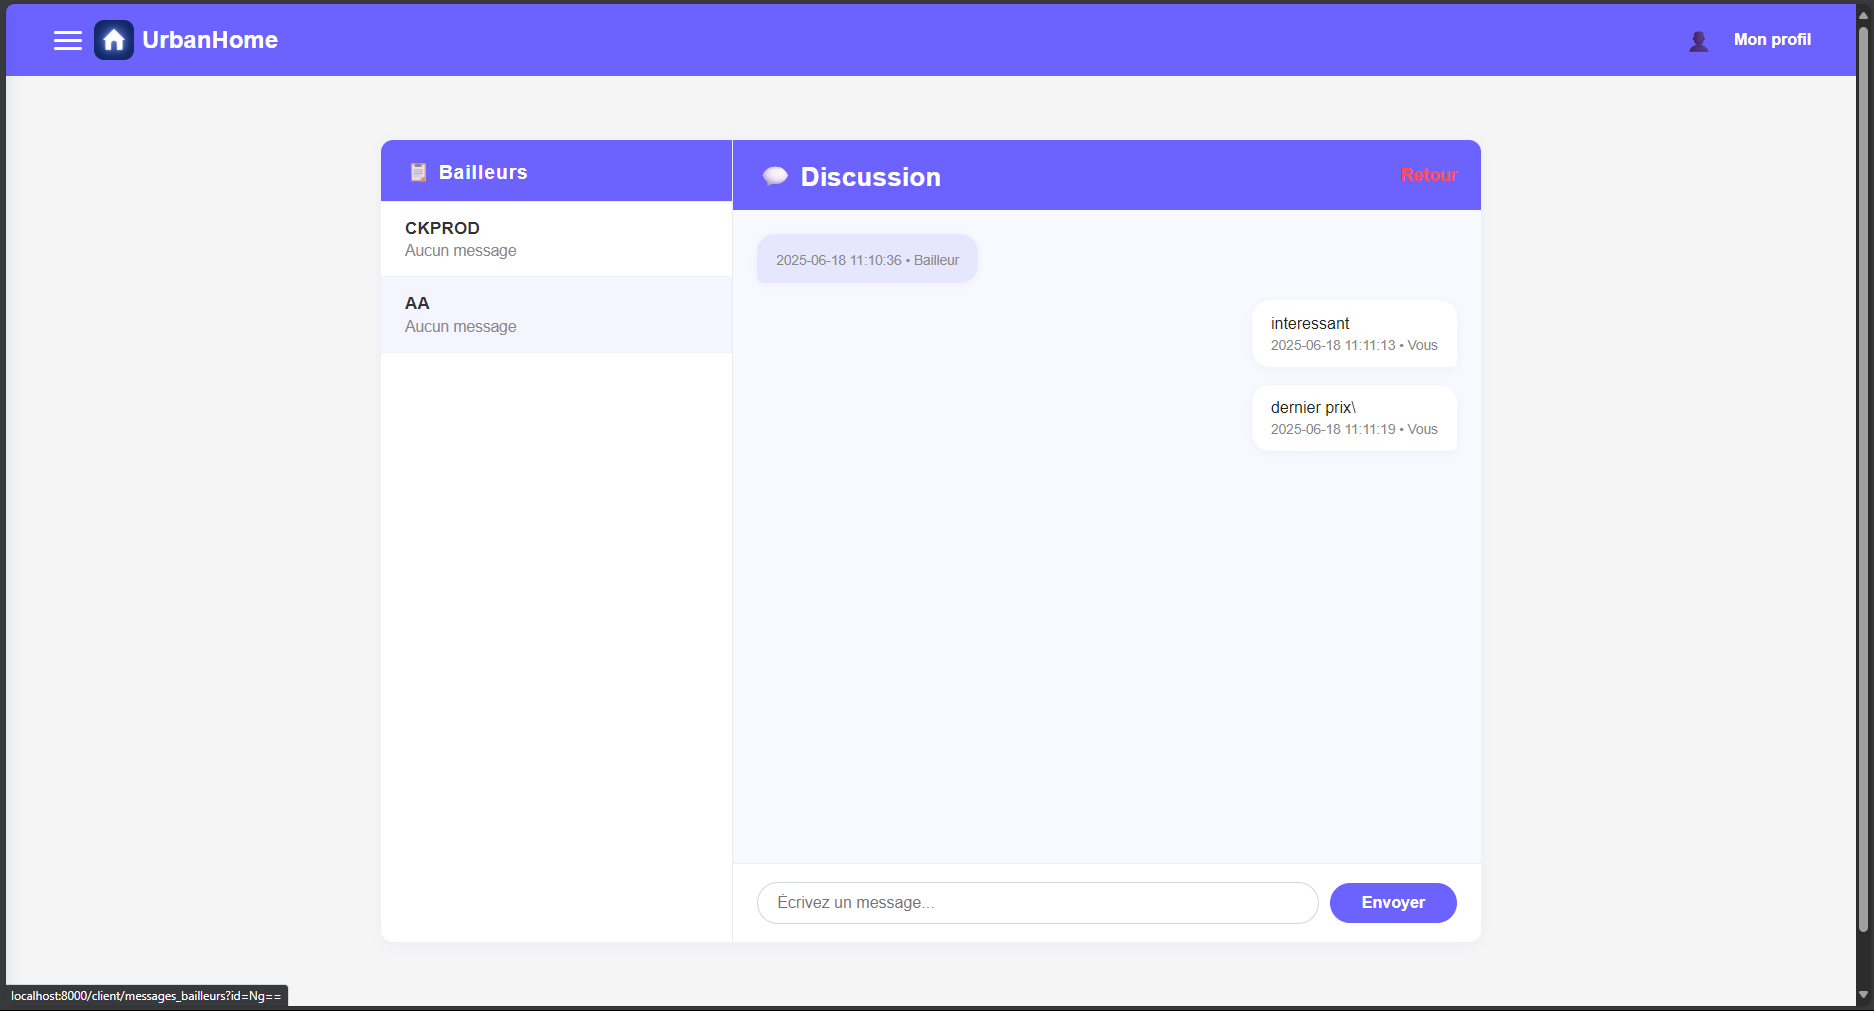 UrbanHome
Mon profil
Bailleurs
CKPROD
Aucun message
AA
Aucun message
Discussion
Retour
2025-06-18 11:10:36 • Bailleur
interessant
2025-06-18 11:11:13 • Vous
dernier prix\
2025-06-18 11:11:19 • Vous
Écrivez un message...
Envoyer
localhost:8000/client/messages_bailleurs?id=Ng==